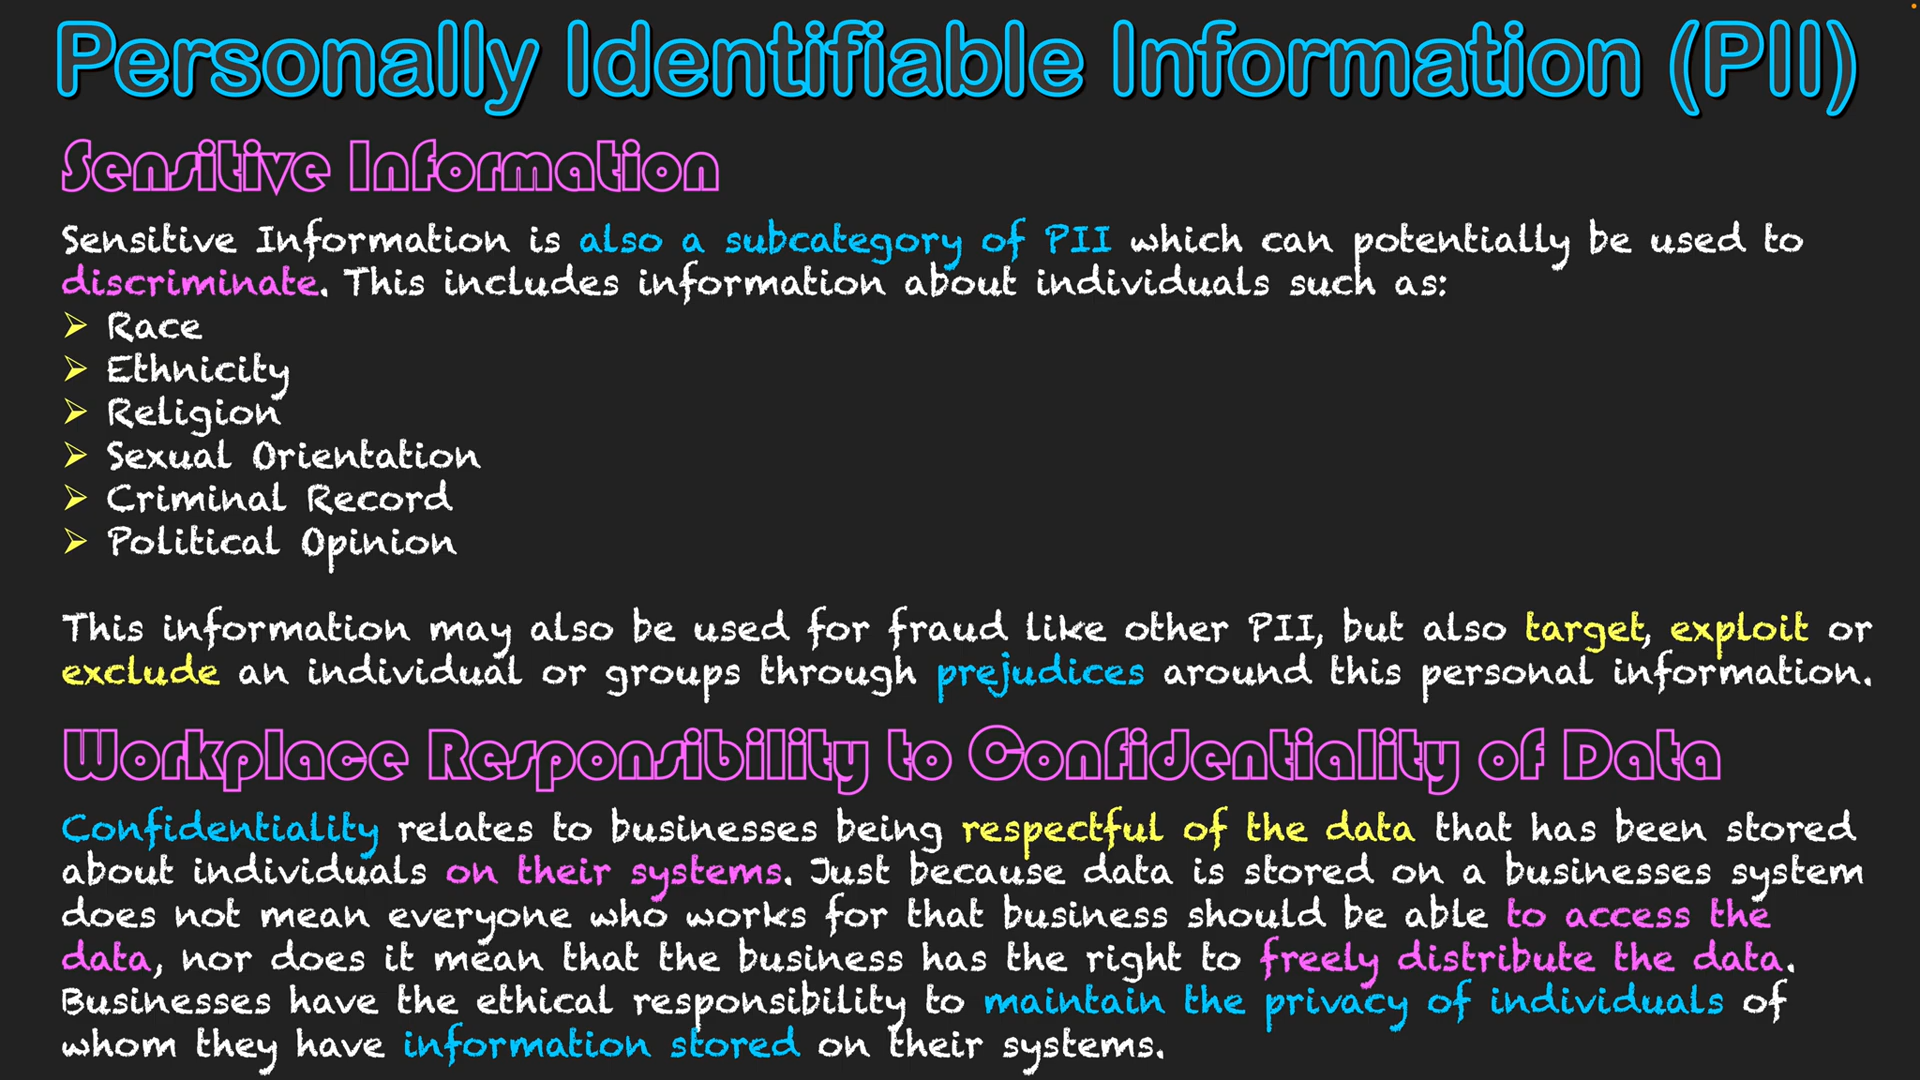 Personally Identifiable Information (PII)
Sensitive Information
Sensitive Information is also a subcategory of PII which can potentially be used to
discriminate. This includes information about individuals such as:
➢ Race
➢ Ethnicity
➢ Religion
➢ Sexual Orientation
➢ Criminal Record
➢ Political Opinion
This information may also be used for fraud like other PII, but also target, exploit or
exclude an individual or groups through prejudices around this personal information.
Workplace Responsibility to Confidentiality of Data
Confidentiality relates to businesses being respectful of the data that has been stored
about individuals on their systems. Just because data is stored on a businesses system
does not mean everyone who works for that business should be able to access the
data, nor does it mean that the business has the right to freely distribute the data.
Businesses have the ethical responsibility to maintain the privacy of individuals of
whom they have information stored on their systems.